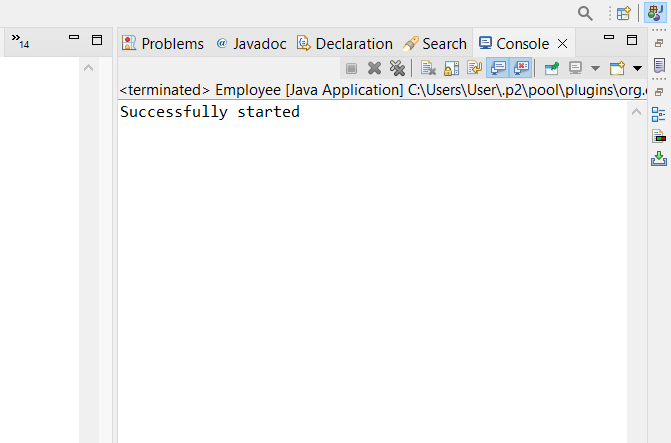 »14
Problems @ Javadoc Declaration Search Console
<terminated> Employee [Java Application] C:\Users\User\.p2\pool\plugins\org.
Successfully started